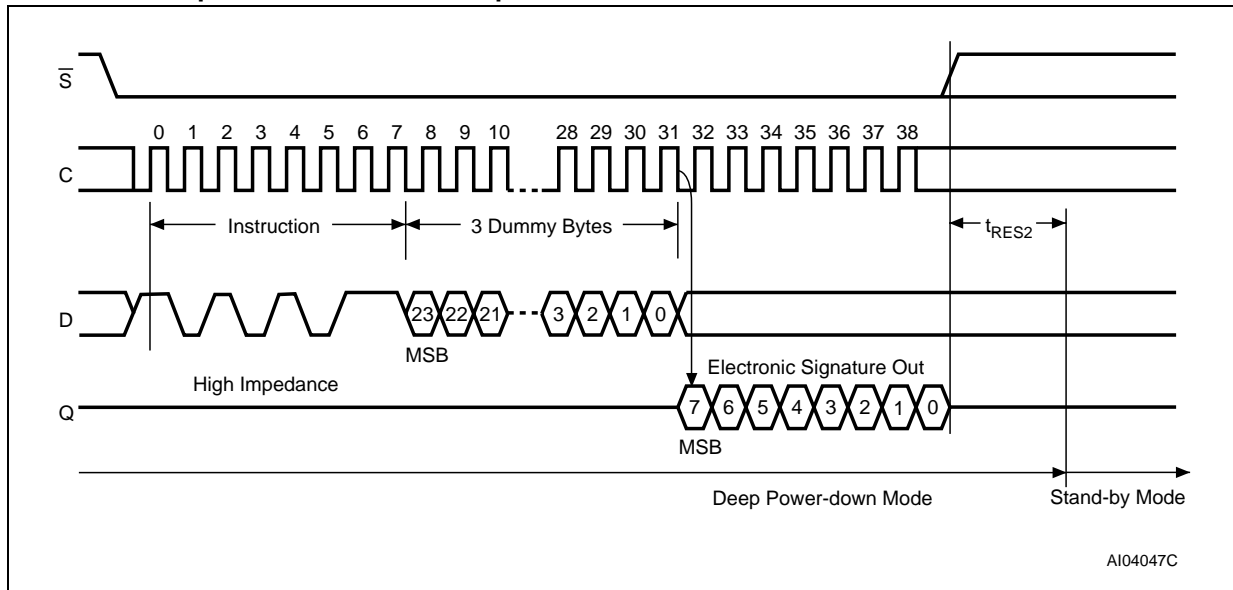 S
0 1 2 3 4 5 6 7 8 9 10 28 29 30 31 32 33 34 35 36 37 38
C
Instruction 3 Dummy Bytes tRES2
D 23 22 21 3 2 1 0
MSB
High Impedance Electronic Signature Out
Q 7 6 5 4 3 2 1 0
MSB
Deep Power-down Mode Stand-by Mode
AI04047C